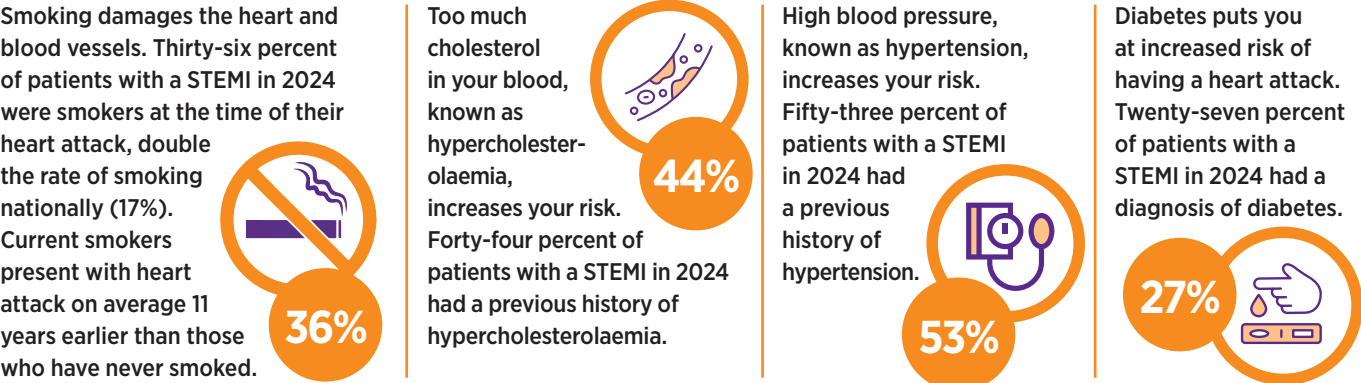 Smoking damages the heart and
blood vessels. Thirty-six percent
of patients with a STEMI in 2024
were smokers at the time of their
heart attack, double
the rate of smoking
nationally (17%).
Current smokers
present with heart
attack on average 11
years earlier than those
who have never smoked.
36%
Too much
cholesterol
in your blood,
known as
hypercholester-
olaemia,
increases your risk.
Forty-four percent of
patients with a STEMI in 2024
had a previous history of
hypercholesterolaemia.
44%
High blood pressure,
known as hypertension,
increases your risk.
Fifty-three percent of
patients with a STEMI
in 2024 had
a previous
history of
hypertension.
53%
Diabetes puts you
at increased risk of
having a heart attack.
Twenty-seven percent
of patients with a
STEMI in 2024 had a
diagnosis of diabetes.
27%